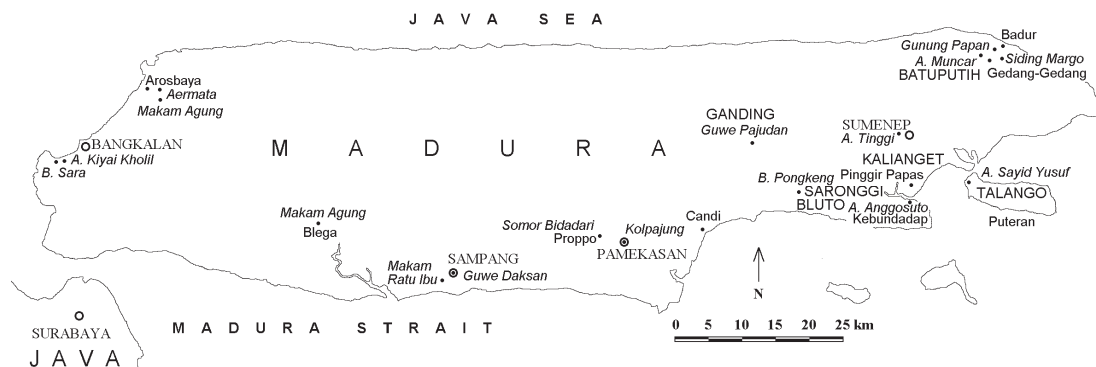 JAVA SEA
Badur
Gunung Papan
A. Muncar
Siding Margo
BATUPUTIH
Gedang-Gedang
Arosbaya
Aermata
Makam Agung
GANDING
Guwe Pajudan
SUMENEP
A. Tinggi
BANGKALAN
A. Kiyai Kholil
B. Sara
MADURA
KALIANGET
Pinggir Papas
A. Sayid Yusuf
B. Pongkeng
SARONGGI
TALANGO
BLUTO
A. Anggosuto
Kebundadap
Puteran
Makam Agung
Blega
Somor Bidadari
Proppo
Kolpajung
PAMEKASAN
Candi
SAMPANG
Makam
Ratu Ibu
Guwe Daksan
N
SURABAYA
JAVA
MADURA STRAIT
0 5 10 15 20 25 km